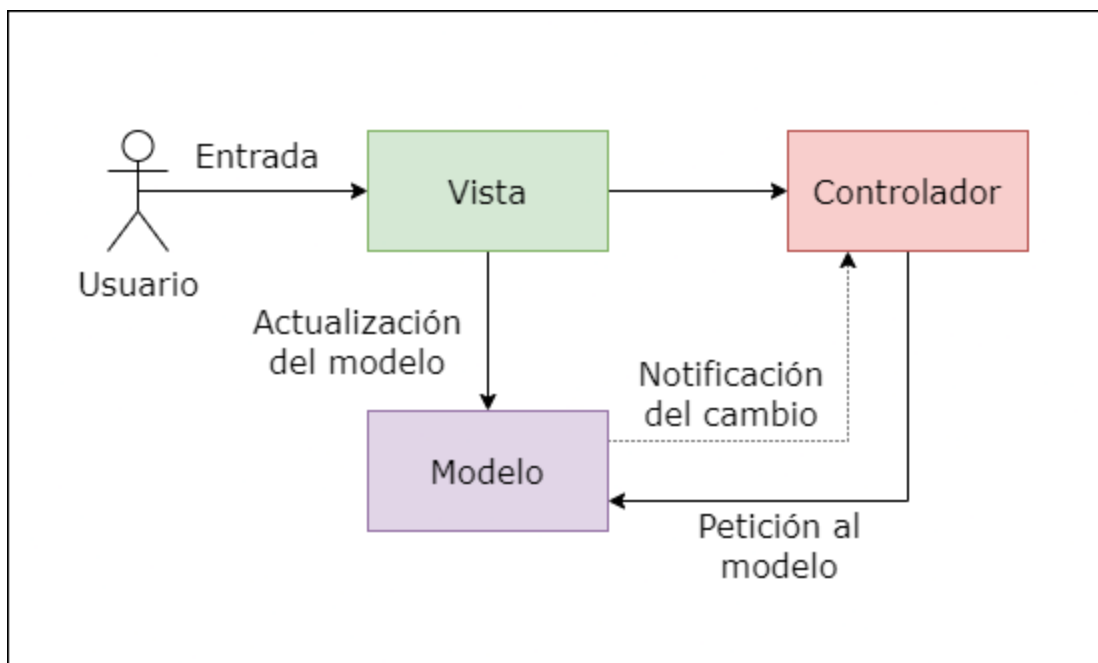 Entrada
Vista
Controlador
Usuario
Actualización
del modelo
Notificación
del cambio
Modelo
Petición al
modelo